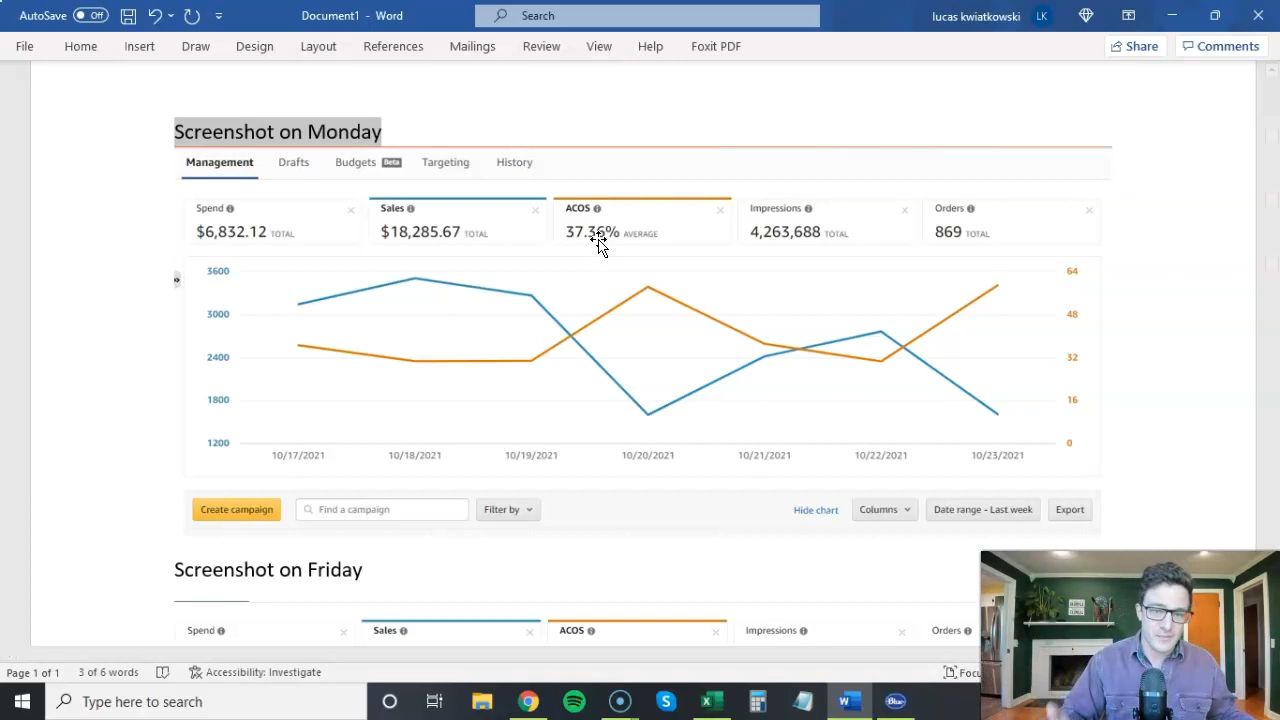 AutoSave Off Document1 - Word Search lucas kwiatkowski LK
File Home Insert Draw Design Layout References Mailings Review View Help Foxit PDF Share Comments
Screenshot on Monday
Management Drafts Budgets Beta Targeting History
Spend Sales ACOS Impressions Orders
$6,832.12 TOTAL $18,285.67 TOTAL 37.36% AVERAGE 4,263,688 TOTAL 869 TOTAL
3600 64
3000 48
2400 32
1800 16
1200 0
10/17/2021 10/18/2021 10/19/2021 10/20/2021 10/21/2021 10/22/2021 10/23/2021
Create campaign Find a campaign Filter by Hide chart Columns Date range - Last week Export
Screenshot on Friday
Spend Sales ACOS Impressions Orders
Page 1 of 1 3 of 6 words Accessibility: Investigate Focu
Type here to search